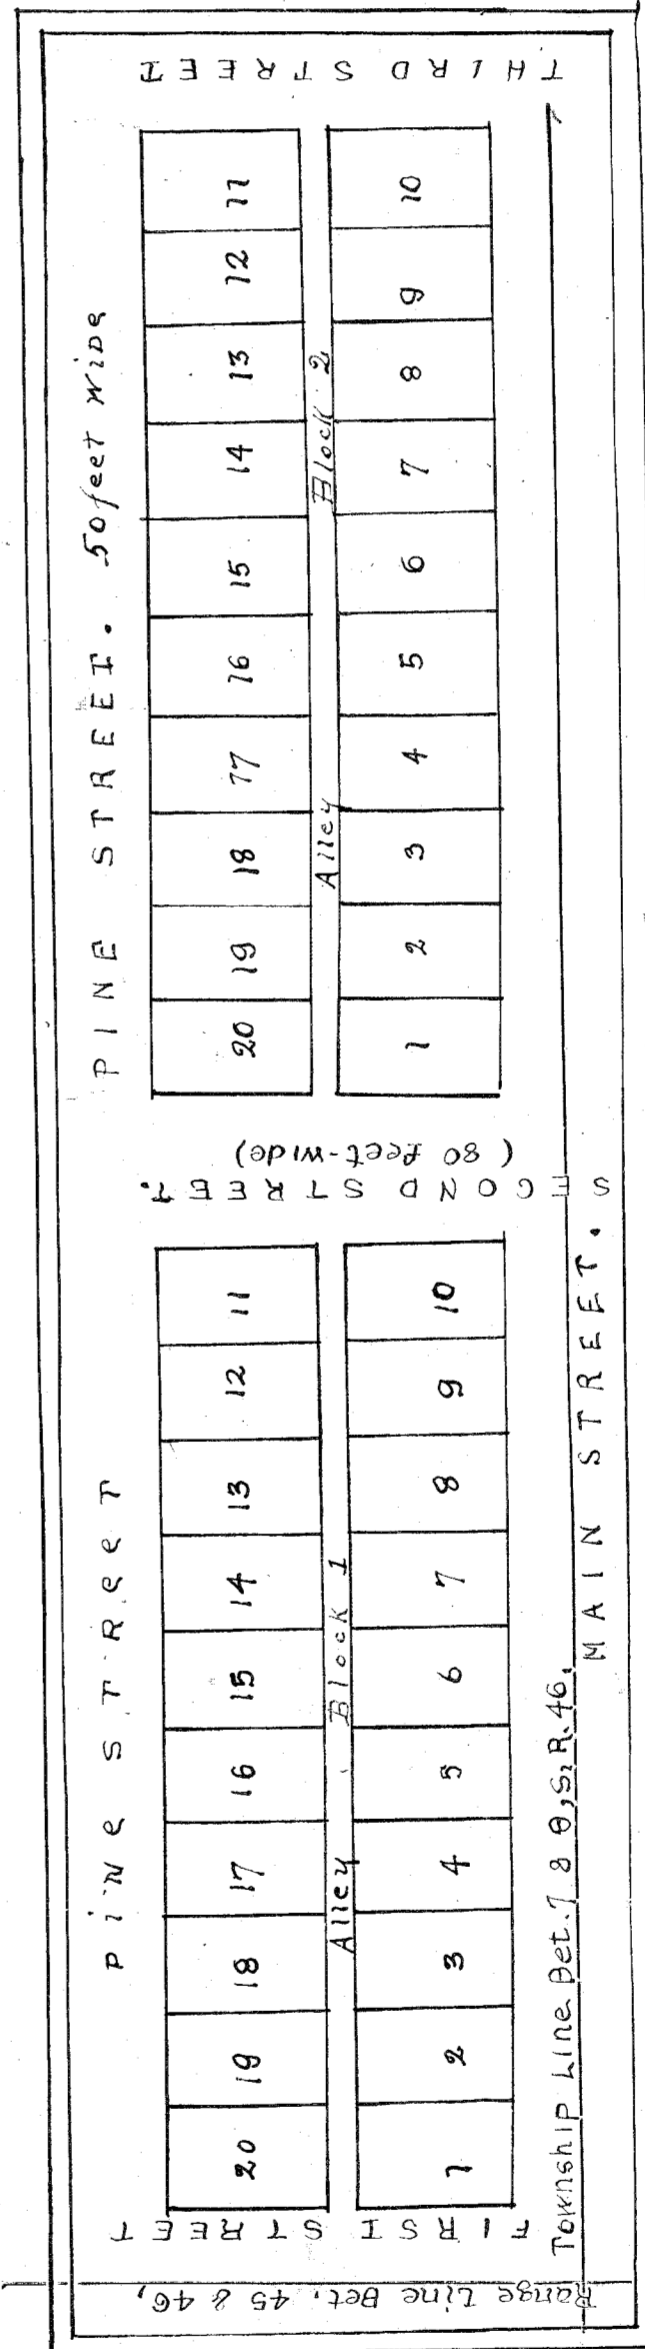 PiNe STReeT
PINE STREET. 50 feet WIDe
Range Line Bet. 45 & 46,
FIRST STREET
20 19 18 17 16 15 14 13 12 11
Alley Block 1
1 2 3 4 5 6 7 8 9 10
SECOND STREET.
(80 feet-wide)
20 19 18 17 16 15 14 13 12 11
Alley Block 2
1 2 3 4 5 6 7 8 9 10
THIRD STREET
Township Line Bet. 7 & 8, S, R. 46,
MAIN STREET.